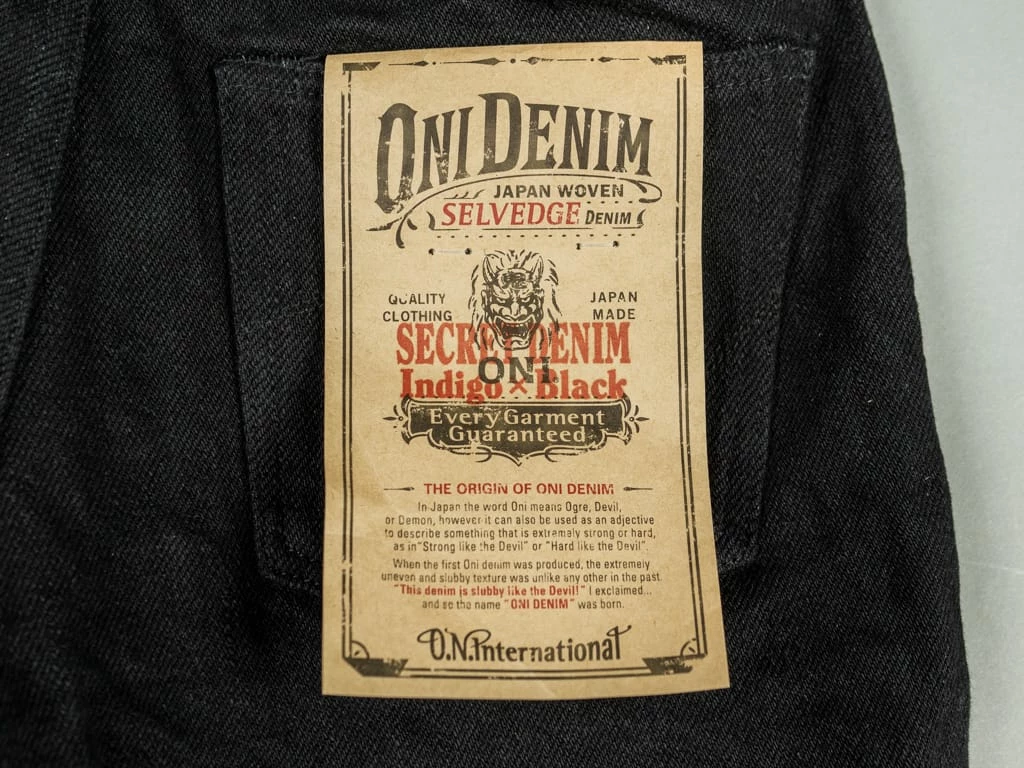 ONI DENIM
JAPAN WOVEN
SELVEDGE DENIM
QUALITY CLOTHING
JAPAN MADE
SECRET DENIM
ONI.
Indigo × Black
Every Garment
Guaranteed
THE ORIGIN OF ONI DENIM
In Japan the word Oni means Ogre, Devil,
or Demon, however it can also be used as an adjective
to describe something that is extremely strong or hard,
as in "Strong like the Devil" or "Hard like the Devil".
When the first Oni denim was produced, the extremely
uneven and slubby texture was unlike any other in the past.
"This denim is slubby like the Devil!" I exclaimed...
and so the name "ONI DENIM" was born.
O.N.International